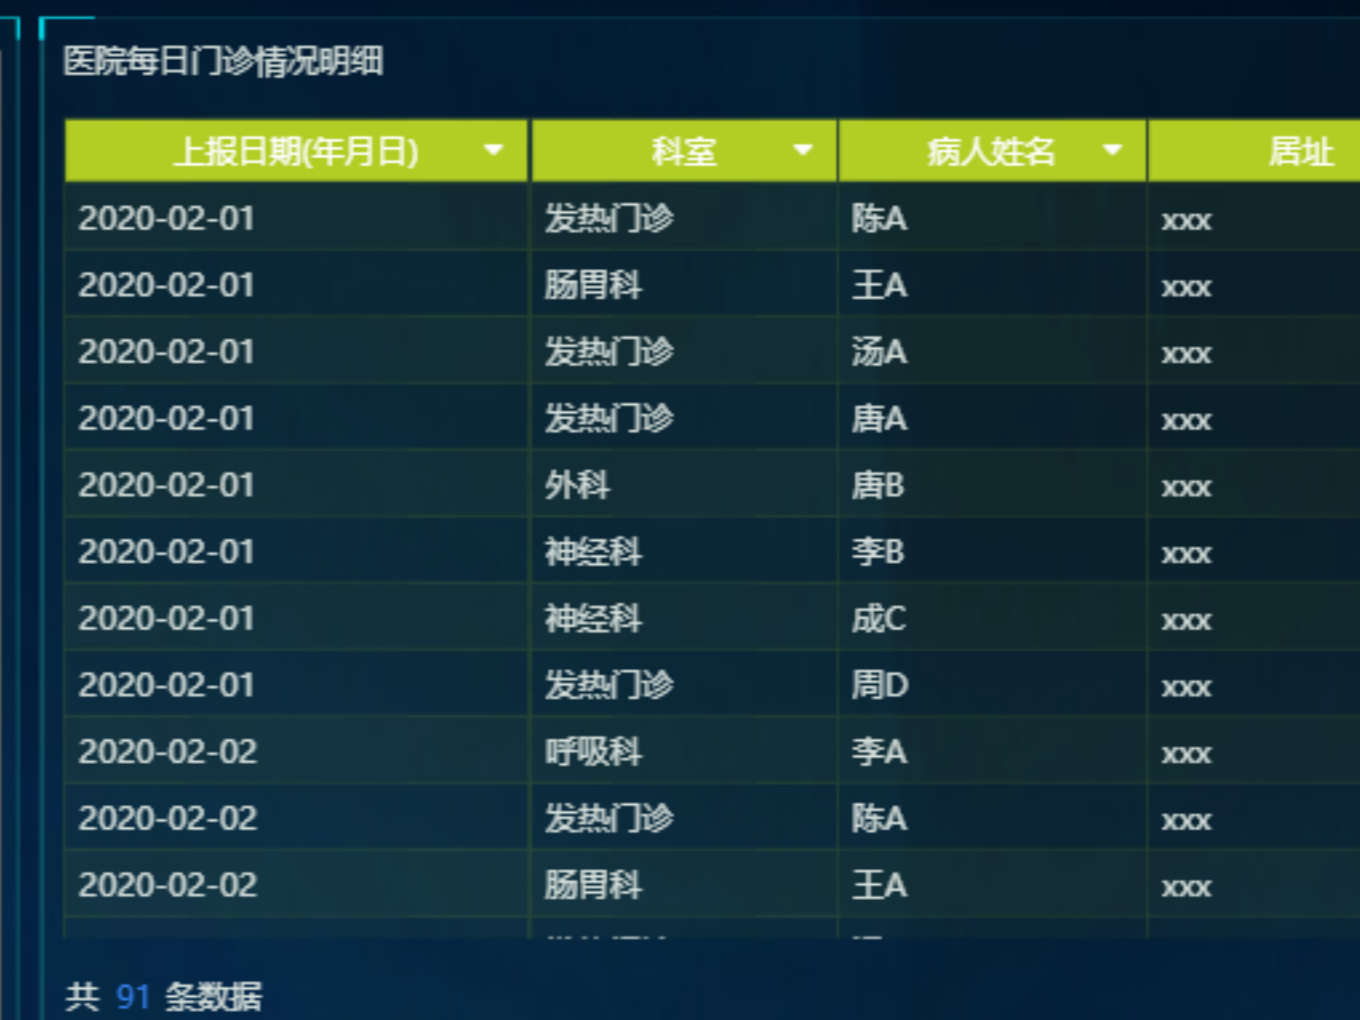 医院每日门诊情况明细
上报日期(年月日) 科室 病人姓名 居址
2020-02-01 发热门诊 陈A xxx
2020-02-01 肠胃科 王A xxx
2020-02-01 发热门诊 汤A xxx
2020-02-01 发热门诊 唐A xxx
2020-02-01 外科 唐B xxx
2020-02-01 神经科 李B xxx
2020-02-01 神经科 成C xxx
2020-02-01 发热门诊 周D xxx
2020-02-02 呼吸科 李A xxx
2020-02-02 发热门诊 陈A xxx
2020-02-02 肠胃科 王A xxx
共 91 条数据